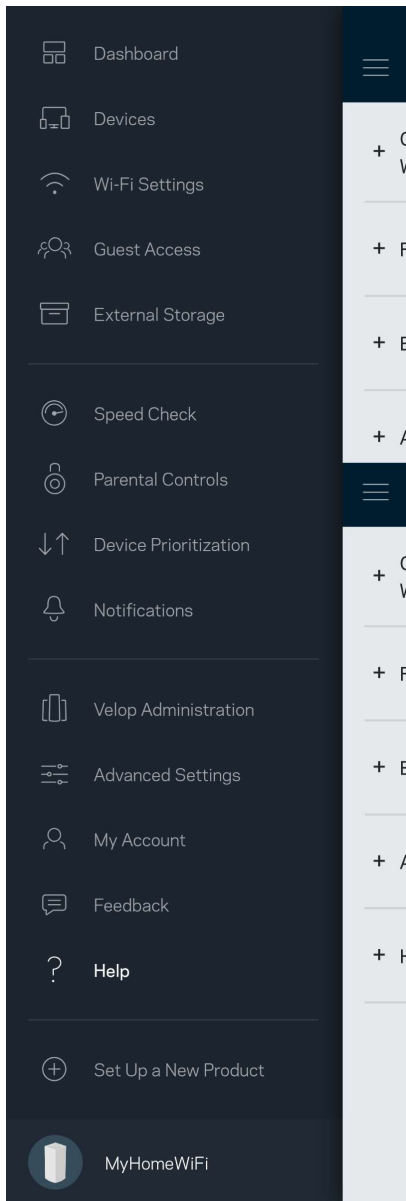 Dashboard
Devices
Wi-Fi Settings
Guest Access
External Storage
Speed Check
Parental Controls
Device Prioritization
Notifications
Velop Administration
Advanced Settings
My Account
Feedback
? Help
Set Up a New Product
MyHomeWiFi